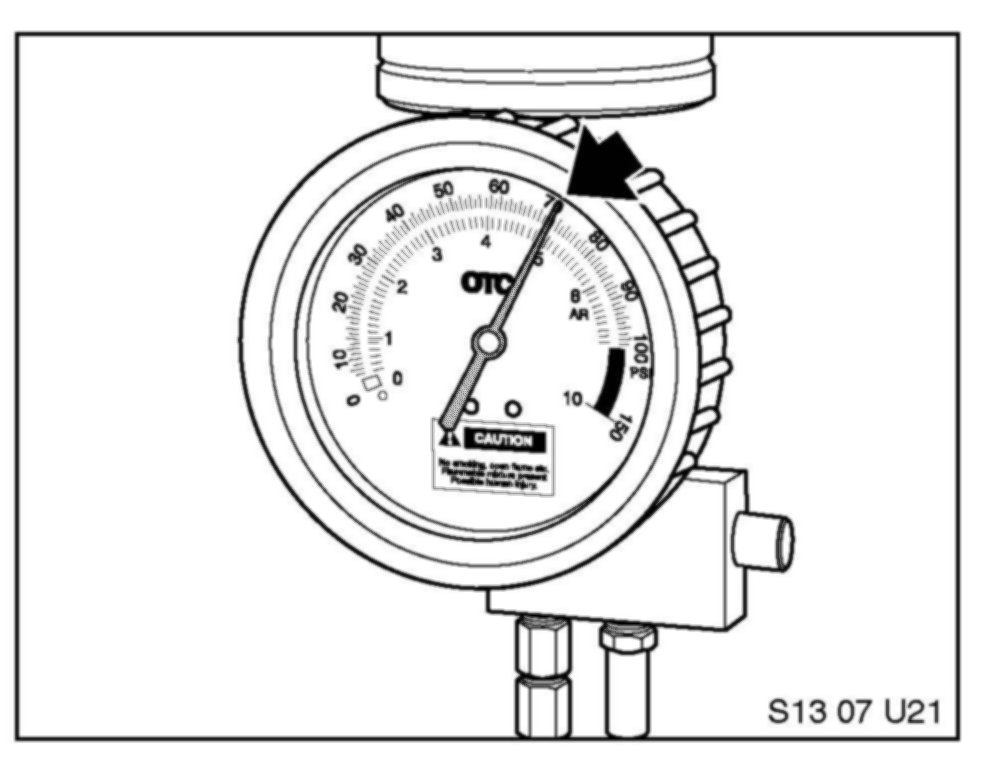 0
10
20
30
40
50
60
70
80
90
100
PSI
150
0
1
2
3
4
5
6
AR
10
OTC
CAUTION
No smoking, open flame etc.
Flammable mixture present
Possible human injury.
S13 07 U21